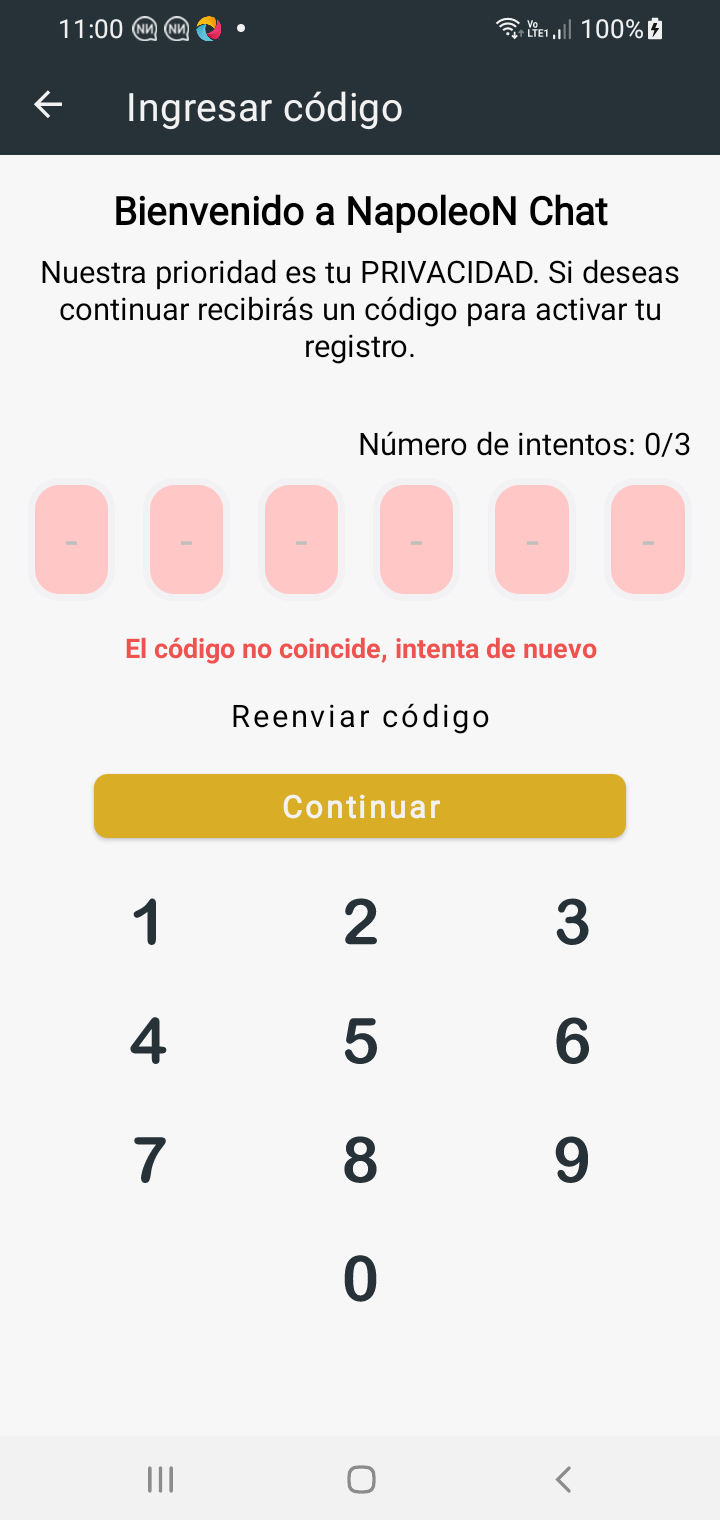 11:00
100%
Ingresar código
Bienvenido a NapoleoN Chat
Nuestra prioridad es tu PRIVACIDAD. Si deseas
continuar recibirás un código para activar tu
registro.
Número de intentos: 0/3
- - - - - -
El código no coincide, intenta de nuevo
Reenviar código
Continuar
1 2 3
4 5 6
7 8 9
0